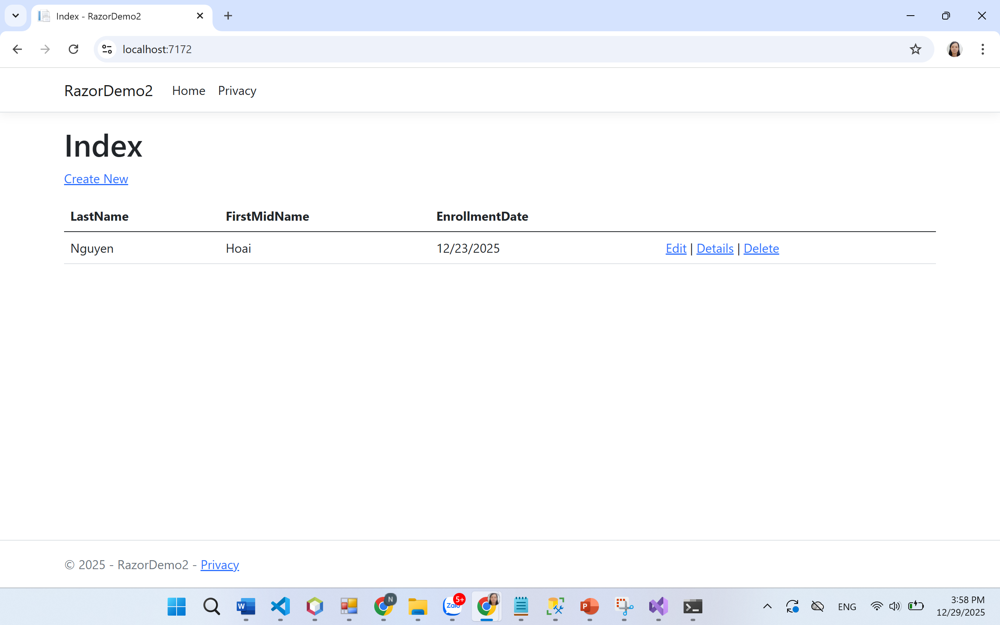 Index - RazorDemo2
localhost:7172
RazorDemo2 Home Privacy
Index
Create New
LastName FirstMidName EnrollmentDate
Nguyen Hoai 12/23/2025 Edit | Details | Delete
© 2025 - RazorDemo2 - Privacy
W
N
Zalo
5+
P
ENG
3:58 PM
12/29/2025